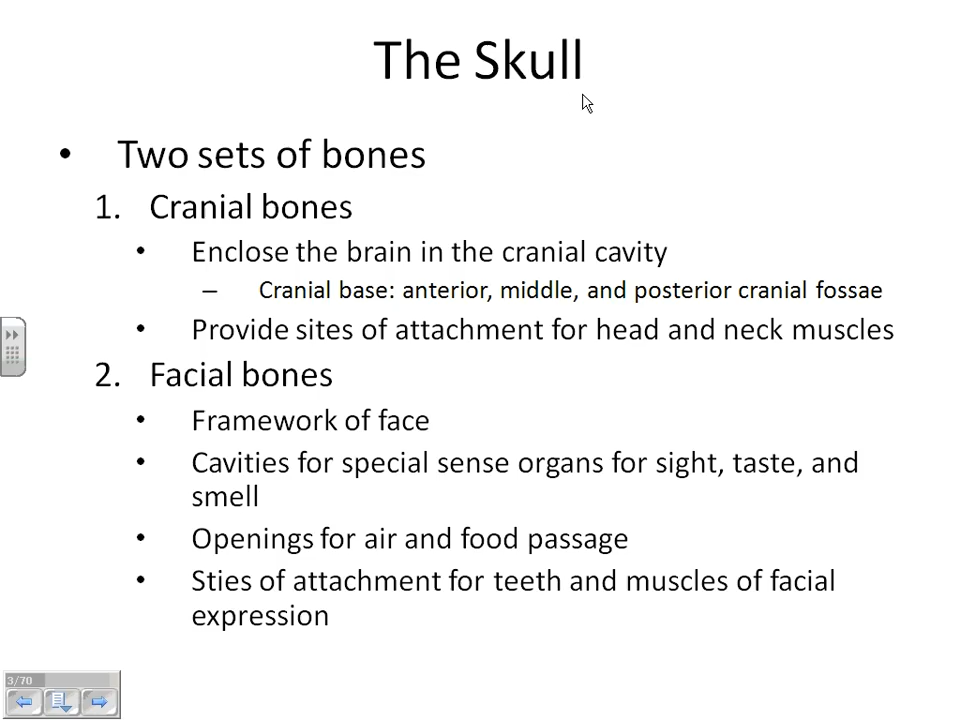 The Skull
• Two sets of bones
1. Cranial bones
• Enclose the brain in the cranial cavity
– Cranial base: anterior, middle, and posterior cranial fossae
• Provide sites of attachment for head and neck muscles
2. Facial bones
• Framework of face
• Cavities for special sense organs for sight, taste, and
smell
• Openings for air and food passage
• Sties of attachment for teeth and muscles of facial
expression
3/70